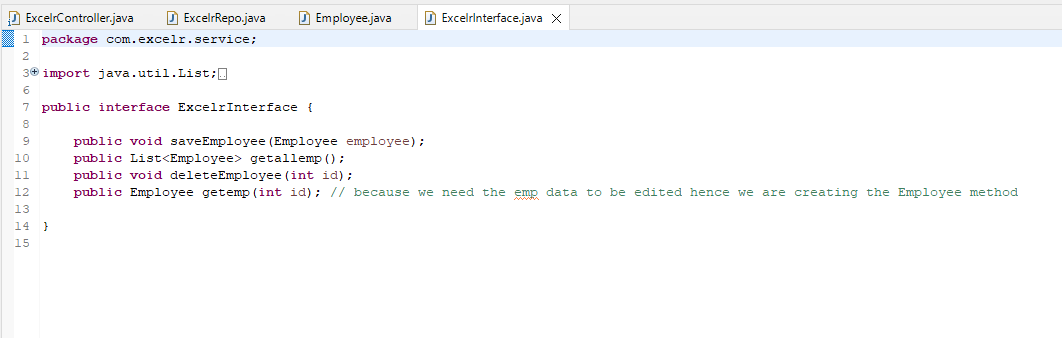 ExcelrController.java ExcelrRepo.java Employee.java ExcelrInterface.java
1 package com.excelr.service;
2
3 import java.util.List;
6
7 public interface ExcelrInterface {
8
9 public void saveEmployee(Employee employee);
10 public List<Employee> getallemp();
11 public void deleteEmployee(int id);
12 public Employee getemp(int id); // because we need the emp data to be edited hence we are creating the Employee method
13
14 }
15